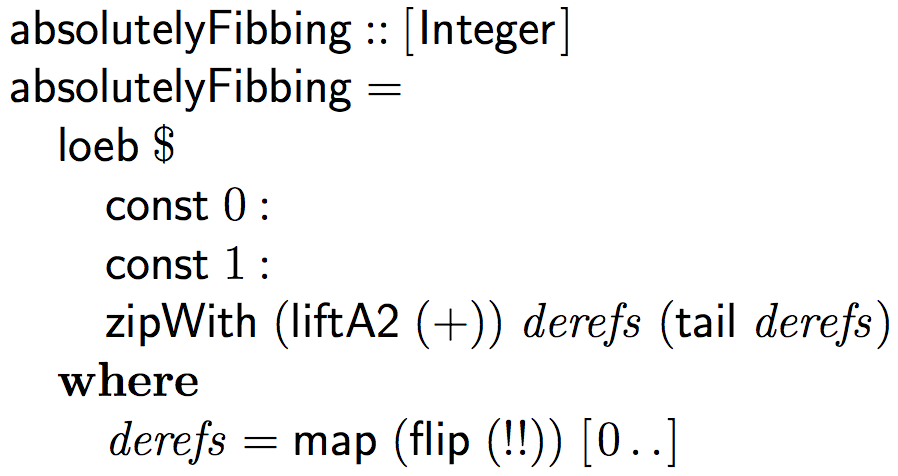 absolutelyFibbing :: [Integer]
absolutelyFibbing =
loeb $
const 0 :
const 1 :
zipWith (liftA2 (+)) derefs (tail derefs)
where
derefs = map (flip (!!)) [0 . .]